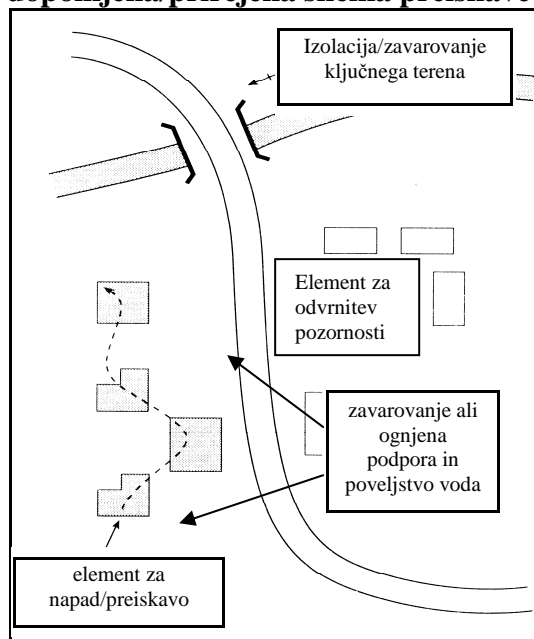 Izolacija/zavarovanje
ključnega terena
Element za
odvrnitev
pozornosti
zavarovanje ali
ognjena
podpora in
poveljstvo voda
element za
napad/preiskavo